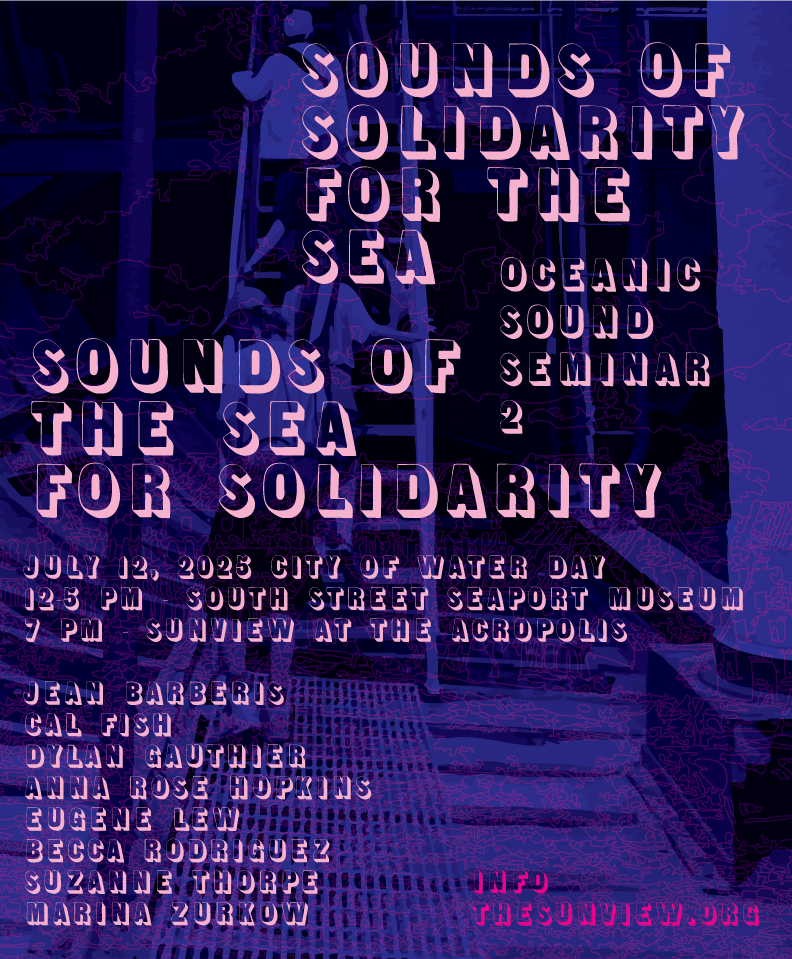 SOUNDS OF
SOLIDARITY
FOR THE
SEA
OCEANIC
SOUND
SEMINAR
2
SOUNDS OF
THE SEA
FOR SOLIDARITY
JULY 12, 2025 CITY OF WATER DAY
12-5 PM - SOUTH STREET SEAPORT MUSEUM
7 PM - SUNVIEW AT THE ACROPOLIS
JEAN BARBERIS
CAL FISH
DYLAN GAUTHIER
ANNA ROSE HOPKINS
EUGENE LEW
BECCA RODRIGUEZ
SUZANNE THORPE
MARINA ZURKOW
INFO
THESUNVIEW.ORG